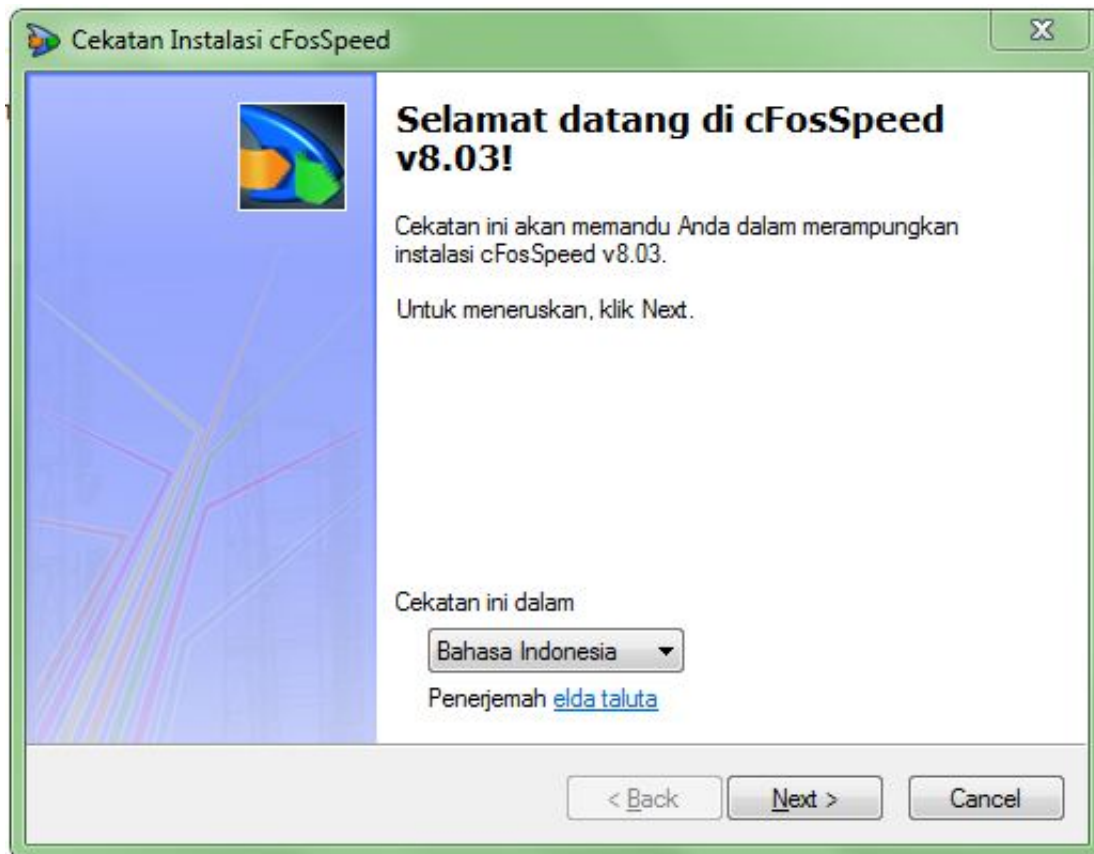 Cekatan Instalasi cFosSpeed
Selamat datang di cFosSpeed
v8.03!
Cekatan ini akan memandu Anda dalam merampungkan
instalasi cFosSpeed v8.03.
Untuk meneruskan, klik Next.
Cekatan ini dalam
Bahasa Indonesia
Penerjemah elda taluta
< Back Next > Cancel